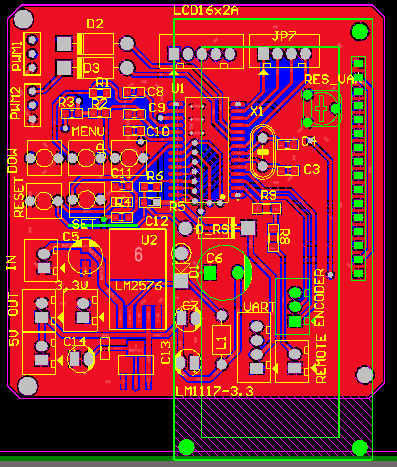 LCD16x2A
D2
JP7
PWM1
D3
RES_VAR
R1
C8
U1
PWM2
R3
R2
C9
X1
MENU
C10
C4
DOW
C11
R6
C3
RESET
R4
R9
SET
C12
R5
D_RST
R8
C5
U2
6
IN
C6
3.3V
LM2576
D1
OUT
C7
UART
ENCODER
5V
C14
C13
L1
REMOTE
LM1117-3.3